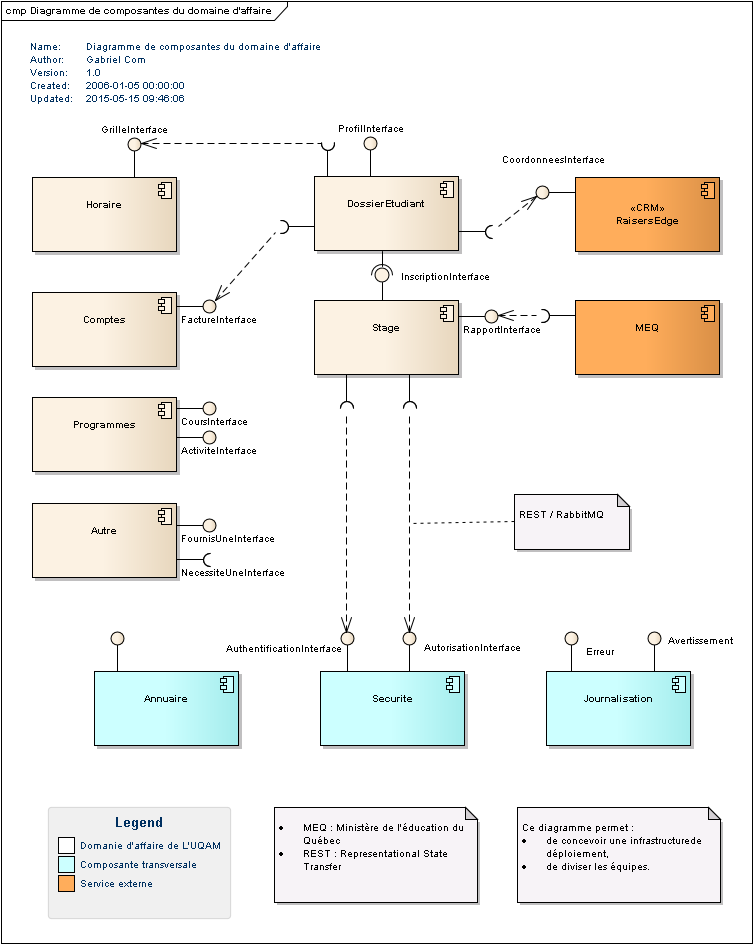 cmp Diagramme de composantes du domaine d'affaire
Name: Diagramme de composantes du domaine d'affaire
Author: Gabriel Com
Version: 1.0
Created: 2006-01-05 00:00:00
Updated: 2015-05-15 09:46:06
GrilleInterface
ProfilInterface
CoordonneesInterface
Horaire
DossierEtudiant
«CRM»
RaisersEdge
InscriptionInterface
Comptes
FactureInterface
Stage
RapportInterface
MEQ
Programmes
CoursInterface
ActiviteInterface
REST / RabbitMQ
Autre
FournisUneInterface
NecessiteUneInterface
AuthentificationInterface
AutorisationInterface
Erreur
Avertissement
Annuaire
Securite
Journalisation
Legend
Domanie d'affaire de L'UQAM
Composante transversale
Service externe
• MEQ : Ministère de l'éducation du
Québec
• REST : Representational State
Transfer
Ce diagramme permet :
• de concevoir une infrastructurede
déploiement,
• de diviser les équipes.